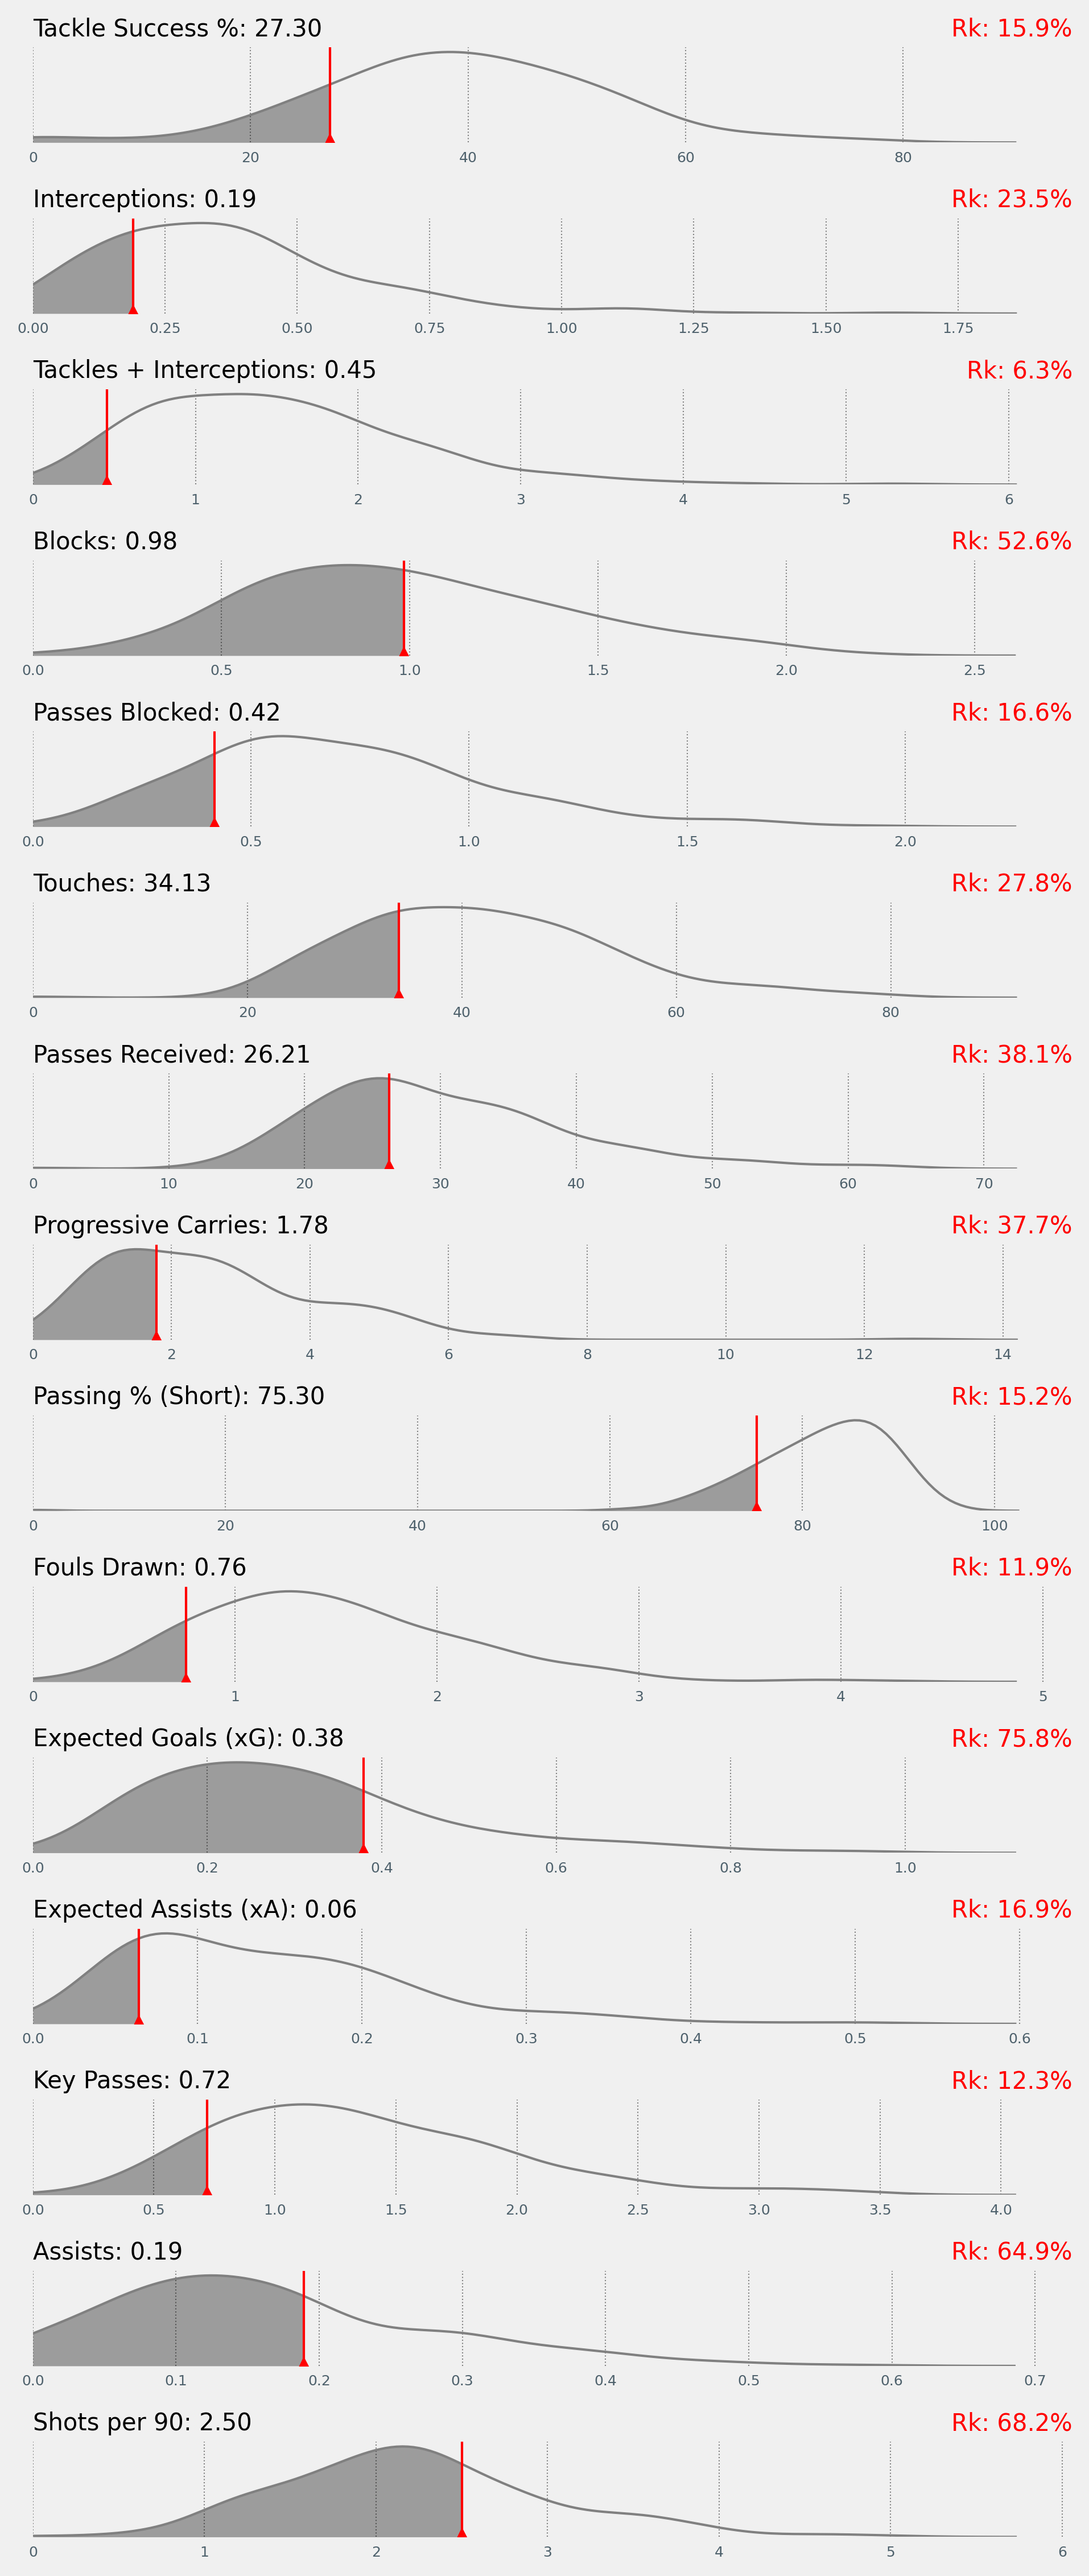 Tackle Success %: 27.30 Rk: 15.9%
0 20 40 60 80
Interceptions: 0.19 Rk: 23.5%
0.00 0.25 0.50 0.75 1.00 1.25 1.50 1.75
Tackles + Interceptions: 0.45 Rk: 6.3%
0 1 2 3 4 5 6
Blocks: 0.98 Rk: 52.6%
0.0 0.5 1.0 1.5 2.0 2.5
Passes Blocked: 0.42 Rk: 16.6%
0.0 0.5 1.0 1.5 2.0
Touches: 34.13 Rk: 27.8%
0 20 40 60 80
Passes Received: 26.21 Rk: 38.1%
0 10 20 30 40 50 60 70
Progressive Carries: 1.78 Rk: 37.7%
0 2 4 6 8 10 12 14
Passing % (Short): 75.30 Rk: 15.2%
0 20 40 60 80 100
Fouls Drawn: 0.76 Rk: 11.9%
0 1 2 3 4 5
Expected Goals (xG): 0.38 Rk: 75.8%
0.0 0.2 0.4 0.6 0.8 1.0
Expected Assists (xA): 0.06 Rk: 16.9%
0.0 0.1 0.2 0.3 0.4 0.5 0.6
Key Passes: 0.72 Rk: 12.3%
0.0 0.5 1.0 1.5 2.0 2.5 3.0 3.5 4.0
Assists: 0.19 Rk: 64.9%
0.0 0.1 0.2 0.3 0.4 0.5 0.6 0.7
Shots per 90: 2.50 Rk: 68.2%
0 1 2 3 4 5 6